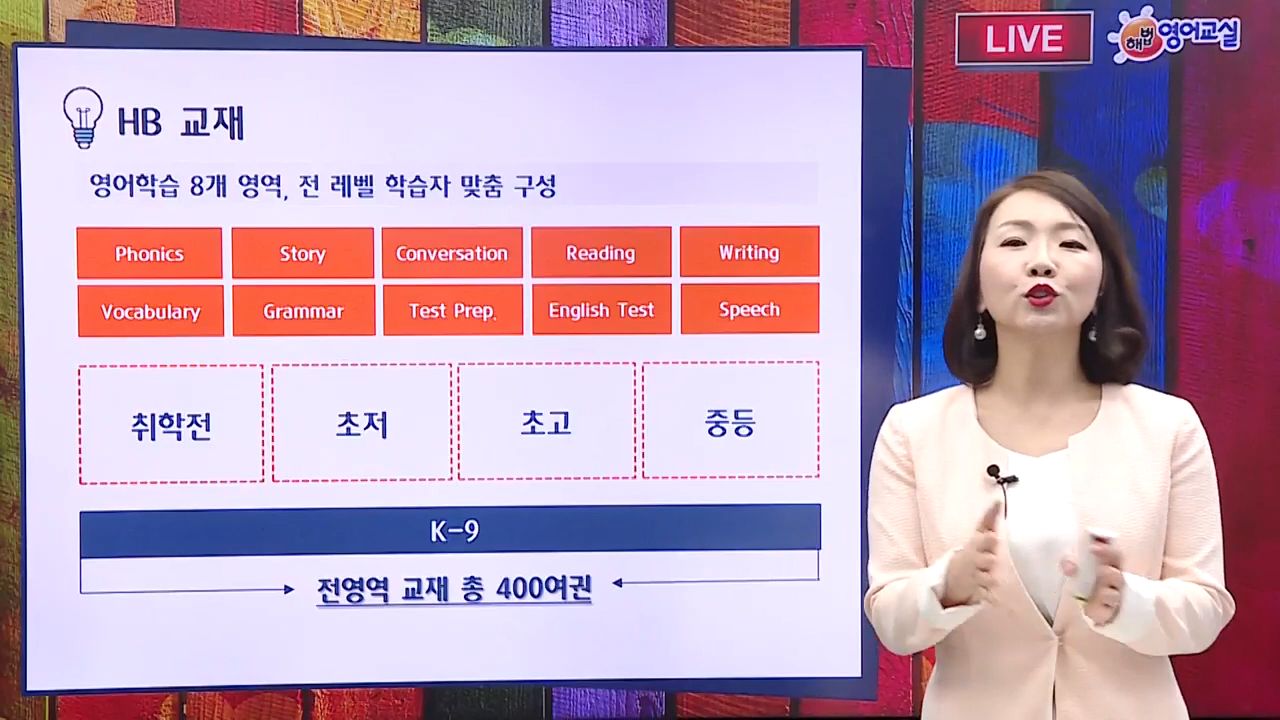 LIVE
해법영어교실
HB 교재
영어학습 8개 영역, 전 레벨 학습자 맞춤 구성
Phonics Story Conversation Reading Writing
Vocabulary Grammar Test Prep. English Test Speech
취학전 초저 초고 중등
K-9
전영역 교재 총 400여권